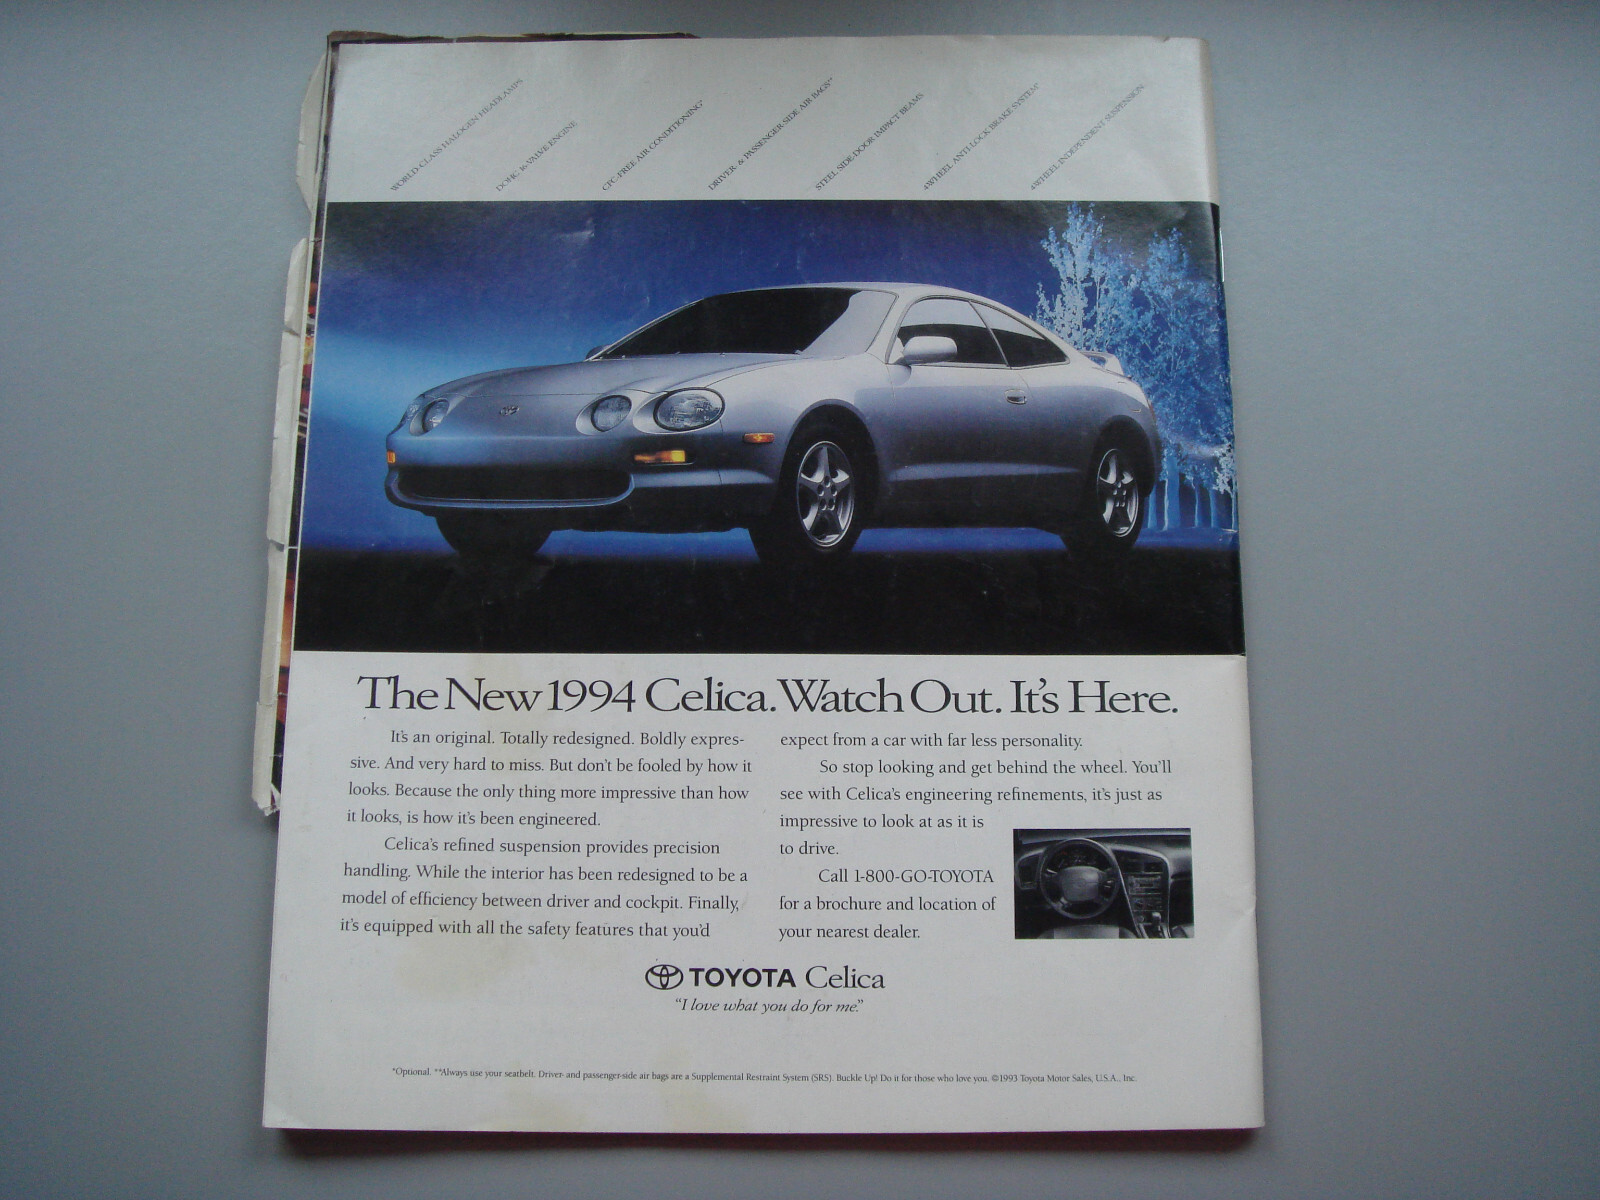 WORLD-CLASS HALOGEN HEADLAMPS
DOHC, 16-VALVE ENGINE
CFC-FREE AIR CONDITIONING*
DRIVER- & PASSENGER-SIDE AIR BAGS**
STEEL SIDE-DOOR IMPACT BEAMS
4-WHEEL ANTI-LOCK BRAKE SYSTEM*
4-WHEEL INDEPENDENT SUSPENSION
The New 1994 Celica. Watch Out. It's Here.
It's an original. Totally redesigned. Boldly expres-
sive. And very hard to miss. But don't be fooled by how it
looks. Because the only thing more impressive than how
it looks, is how it's been engineered.
Celica's refined suspension provides precision
handling. While the interior has been redesigned to be a
model of efficiency between driver and cockpit. Finally,
it's equipped with all the safety features that you'd
expect from a car with far less personality.
So stop looking and get behind the wheel. You'll
see with Celica's engineering refinements, it's just as
impressive to look at as it is
to drive.
Call 1-800-GO-TOYOTA
for a brochure and location of
your nearest dealer.
TOYOTA Celica
"I love what you do for me."
*Optional. **Always use your seatbelt. Driver- and passenger-side air bags are a Supplemental Restraint System (SRS). Buckle Up! Do it for those who love you. ©1993 Toyota Motor Sales, U.S.A., Inc.